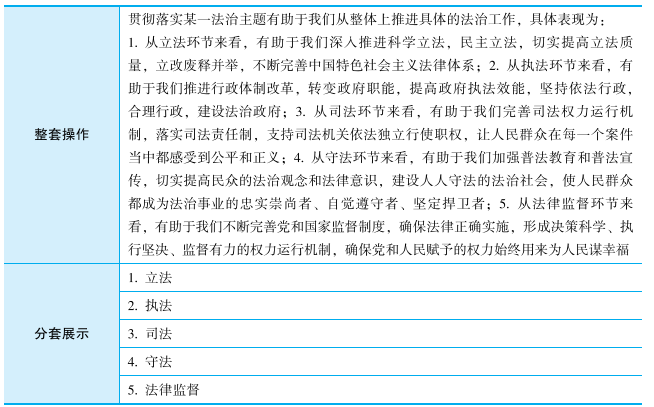 贯彻落实某一法治主题有助于我们从整体上推进具体的法治工作，具体表现为；
1. 从立法环节来看，有助于我们深入推进科学立法，民主立法，切实提高立法质
量，立改废释并举，不断完善中国特色社会主义法律体系；2. 从执法环节来看，有
助于我们推进行政体制改革，转变政府职能，提高政府执法效能，坚持依法行政，
合理行政，建设法治政府；3. 从司法环节来看，有助于我们完善司法权力运行机
制，落实司法责任制，支持司法机关依法独立行使职权，让人民群众在每一个案件
当中都感受到公平和正义；4. 从守法环节来看，有助于我们加强普法教育和普法宣
传，切实提高民众的法治观念和法律意识，建设人人守法的法治社会，使人民群众
都成为法治事业的忠实崇尚者、自觉遵守者、坚定捍卫者；5. 从法律监督环节来
看，有助于我们不断完善党和国家监督制度，确保法律正确实施，形成决策科学、执
行坚决、监督有力的权力运行机制，确保党和人民赋予的权力始终用来为人民谋幸福
整套操作
1. 立法
2. 执法
3. 司法
4. 守法
5. 法律监督
分套展示